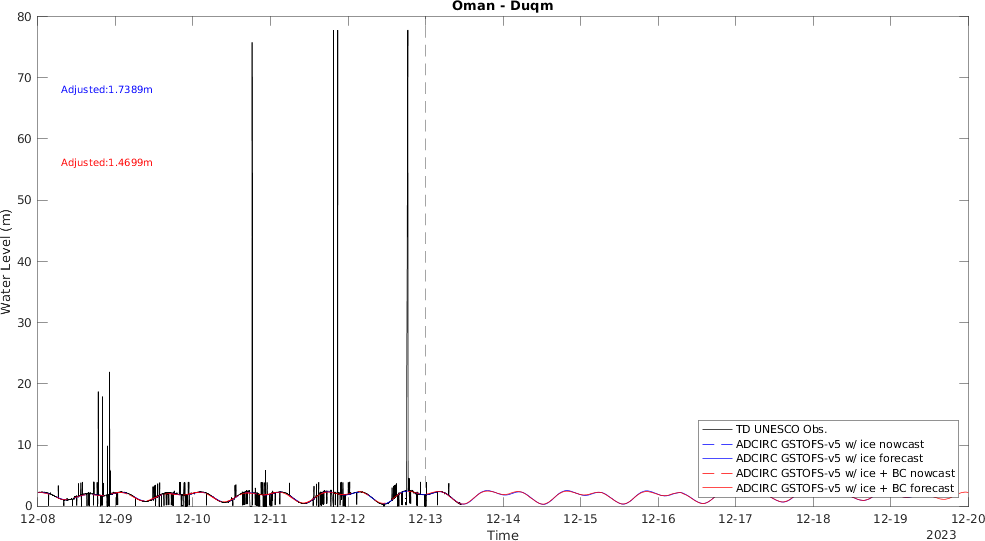 Oman - Duqm
80
70
60
50
40
30
20
10
0
Water Level (m)
Adjusted:1.7389m
Adjusted:1.4699m
TD UNESCO Obs.
ADCIRC GSTOFS-v5 w/ ice nowcast
ADCIRC GSTOFS-v5 w/ ice forecast
ADCIRC GSTOFS-v5 w/ ice + BC nowcast
ADCIRC GSTOFS-v5 w/ ice + BC forecast
12-08 12-09 12-10 12-11 12-12 12-13 12-14 12-15 12-16 12-17 12-18 12-19 12-20
Time
2023